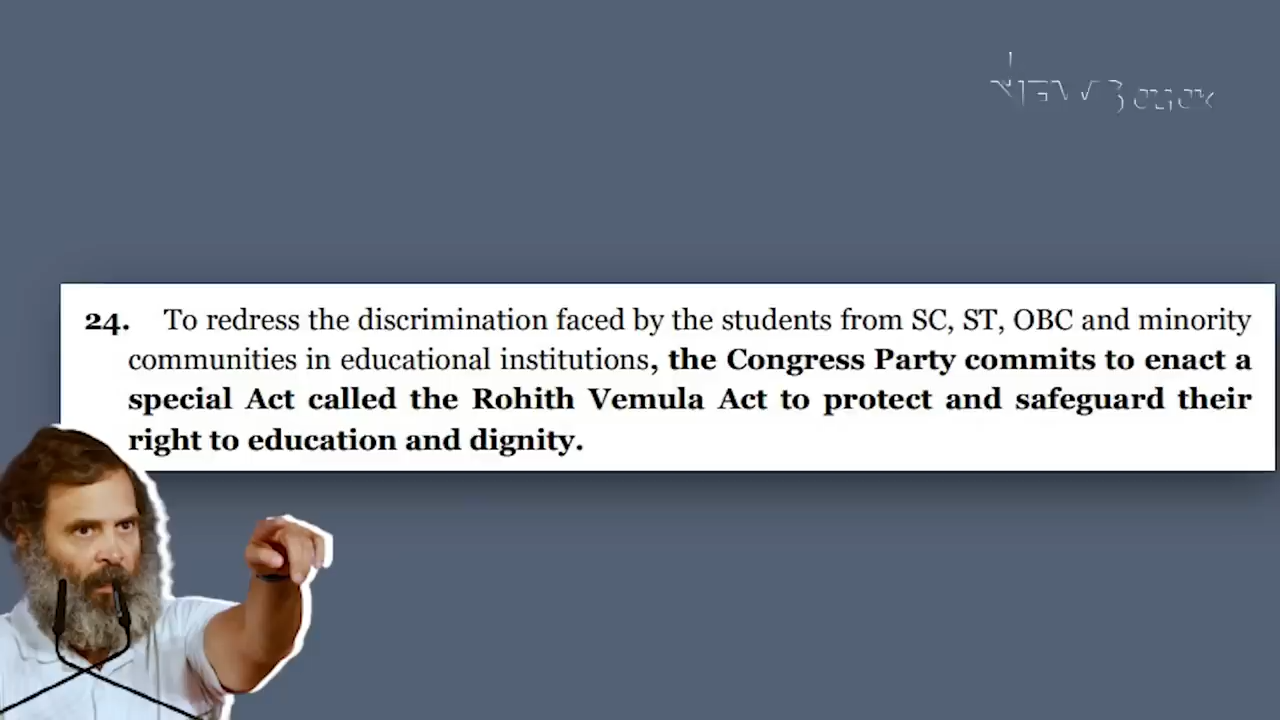 24. To redress the discrimination faced by the students from SC, ST, OBC and minority
communities in educational institutions, the Congress Party commits to enact a
special Act called the Rohith Vemula Act to protect and safeguard their
right to education and dignity.